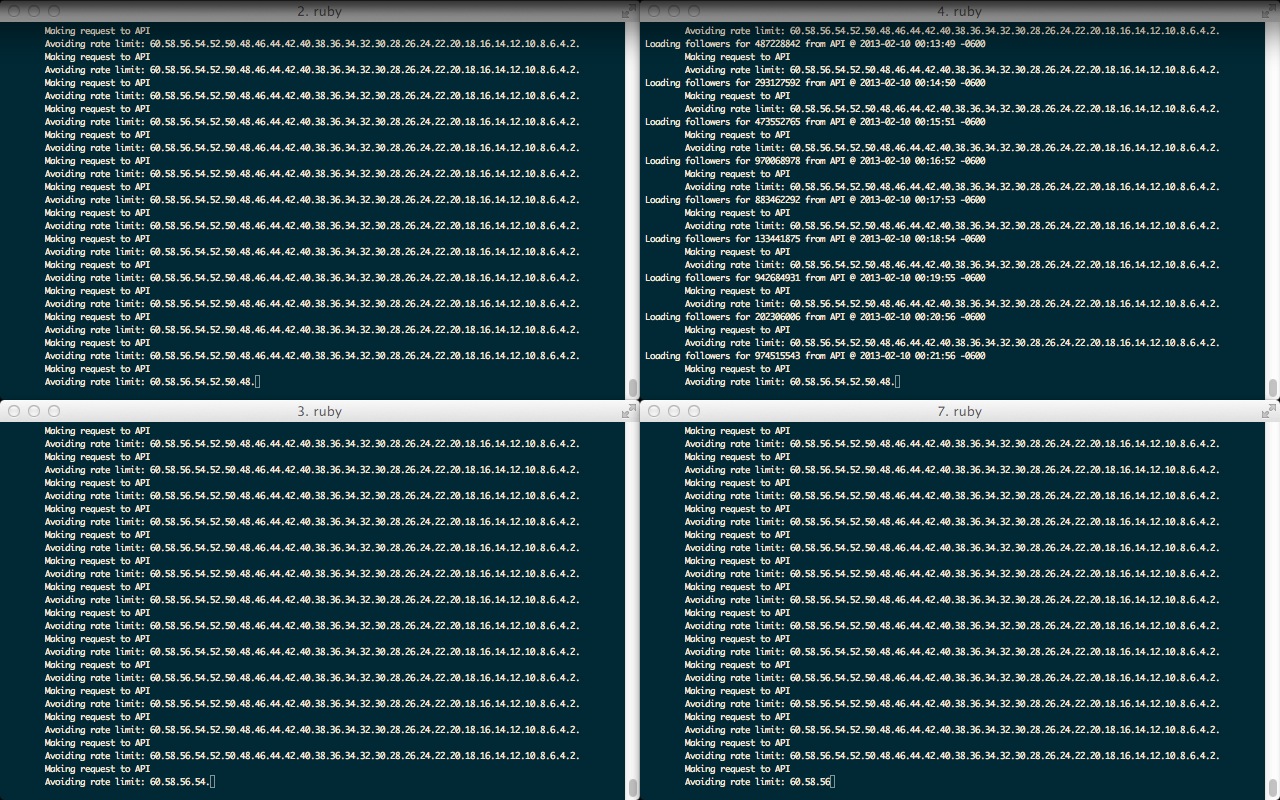 2. ruby
Making request to API
Avoiding rate limit: 60.58.56.54.52.50.48.46.44.42.40.38.36.34.32.30.28.26.24.22.20.18.16.14.12.10.8.6.4.2.
Making request to API
Avoiding rate limit: 60.58.56.54.52.50.48.46.44.42.40.38.36.34.32.30.28.26.24.22.20.18.16.14.12.10.8.6.4.2.
Making request to API
Avoiding rate limit: 60.58.56.54.52.50.48.46.44.42.40.38.36.34.32.30.28.26.24.22.20.18.16.14.12.10.8.6.4.2.
Making request to API
Avoiding rate limit: 60.58.56.54.52.50.48.46.44.42.40.38.36.34.32.30.28.26.24.22.20.18.16.14.12.10.8.6.4.2.
Making request to API
Avoiding rate limit: 60.58.56.54.52.50.48.46.44.42.40.38.36.34.32.30.28.26.24.22.20.18.16.14.12.10.8.6.4.2.
Making request to API
Avoiding rate limit: 60.58.56.54.52.50.48.46.44.42.40.38.36.34.32.30.28.26.24.22.20.18.16.14.12.10.8.6.4.2.
Making request to API
Avoiding rate limit: 60.58.56.54.52.50.48.46.44.42.40.38.36.34.32.30.28.26.24.22.20.18.16.14.12.10.8.6.4.2.
Making request to API
Avoiding rate limit: 60.58.56.54.52.50.48.46.44.42.40.38.36.34.32.30.28.26.24.22.20.18.16.14.12.10.8.6.4.2.
Making request to API
Avoiding rate limit: 60.58.56.54.52.50.48.46.44.42.40.38.36.34.32.30.28.26.24.22.20.18.16.14.12.10.8.6.4.2.
Making request to API
Avoiding rate limit: 60.58.56.54.52.50.48.46.44.42.40.38.36.34.32.30.28.26.24.22.20.18.16.14.12.10.8.6.4.2.
Making request to API
Avoiding rate limit: 60.58.56.54.52.50.48.46.44.42.40.38.36.34.32.30.28.26.24.22.20.18.16.14.12.10.8.6.4.2.
Making request to API
Avoiding rate limit: 60.58.56.54.52.50.48.46.44.42.40.38.36.34.32.30.28.26.24.22.20.18.16.14.12.10.8.6.4.2.
Making request to API
Avoiding rate limit: 60.58.56.54.52.50.48.46.44.42.40.38.36.34.32.30.28.26.24.22.20.18.16.14.12.10.8.6.4.2.
Making request to API
Avoiding rate limit: 60.58.56.54.52.50.48.
4. ruby
Avoiding rate limit: 60.58.56.54.52.50.48.46.44.42.40.38.36.34.32.30.28.26.24.22.20.18.16.14.12.10.8.6.4.2.
Loading followers for 487228842 from API @ 2013-02-10 00:13:49 -0600
Making request to API
Avoiding rate limit: 60.58.56.54.52.50.48.46.44.42.40.38.36.34.32.30.28.26.24.22.20.18.16.14.12.10.8.6.4.2.
Loading followers for 293127592 from API @ 2013-02-10 00:14:50 -0600
Making request to API
Avoiding rate limit: 60.58.56.54.52.50.48.46.44.42.40.38.36.34.32.30.28.26.24.22.20.18.16.14.12.10.8.6.4.2.
Loading followers for 473552765 from API @ 2013-02-10 00:15:51 -0600
Making request to API
Avoiding rate limit: 60.58.56.54.52.50.48.46.44.42.40.38.36.34.32.30.28.26.24.22.20.18.16.14.12.10.8.6.4.2.
Loading followers for 970068978 from API @ 2013-02-10 00:16:52 -0600
Making request to API
Avoiding rate limit: 60.58.56.54.52.50.48.46.44.42.40.38.36.34.32.30.28.26.24.22.20.18.16.14.12.10.8.6.4.2.
Loading followers for 883462292 from API @ 2013-02-10 00:17:53 -0600
Making request to API
Avoiding rate limit: 60.58.56.54.52.50.48.46.44.42.40.38.36.34.32.30.28.26.24.22.20.18.16.14.12.10.8.6.4.2.
Loading followers for 133441875 from API @ 2013-02-10 00:18:54 -0600
Making request to API
Avoiding rate limit: 60.58.56.54.52.50.48.46.44.42.40.38.36.34.32.30.28.26.24.22.20.18.16.14.12.10.8.6.4.2.
Loading followers for 942684931 from API @ 2013-02-10 00:19:55 -0600
Making request to API
Avoiding rate limit: 60.58.56.54.52.50.48.46.44.42.40.38.36.34.32.30.28.26.24.22.20.18.16.14.12.10.8.6.4.2.
Loading followers for 202306006 from API @ 2013-02-10 00:20:56 -0600
Making request to API
Avoiding rate limit: 60.58.56.54.52.50.48.46.44.42.40.38.36.34.32.30.28.26.24.22.20.18.16.14.12.10.8.6.4.2.
Loading followers for 974515543 from API @ 2013-02-10 00:21:56 -0600
Making request to API
Avoiding rate limit: 60.58.56.54.52.50.48.
3. ruby
Making request to API
Avoiding rate limit: 60.58.56.54.52.50.48.46.44.42.40.38.36.34.32.30.28.26.24.22.20.18.16.14.12.10.8.6.4.2.
Making request to API
Avoiding rate limit: 60.58.56.54.52.50.48.46.44.42.40.38.36.34.32.30.28.26.24.22.20.18.16.14.12.10.8.6.4.2.
Making request to API
Avoiding rate limit: 60.58.56.54.52.50.48.46.44.42.40.38.36.34.32.30.28.26.24.22.20.18.16.14.12.10.8.6.4.2.
Making request to API
Avoiding rate limit: 60.58.56.54.52.50.48.46.44.42.40.38.36.34.32.30.28.26.24.22.20.18.16.14.12.10.8.6.4.2.
Making request to API
Avoiding rate limit: 60.58.56.54.52.50.48.46.44.42.40.38.36.34.32.30.28.26.24.22.20.18.16.14.12.10.8.6.4.2.
Making request to API
Avoiding rate limit: 60.58.56.54.52.50.48.46.44.42.40.38.36.34.32.30.28.26.24.22.20.18.16.14.12.10.8.6.4.2.
Making request to API
Avoiding rate limit: 60.58.56.54.52.50.48.46.44.42.40.38.36.34.32.30.28.26.24.22.20.18.16.14.12.10.8.6.4.2.
Making request to API
Avoiding rate limit: 60.58.56.54.52.50.48.46.44.42.40.38.36.34.32.30.28.26.24.22.20.18.16.14.12.10.8.6.4.2.
Making request to API
Avoiding rate limit: 60.58.56.54.52.50.48.46.44.42.40.38.36.34.32.30.28.26.24.22.20.18.16.14.12.10.8.6.4.2.
Making request to API
Avoiding rate limit: 60.58.56.54.52.50.48.46.44.42.40.38.36.34.32.30.28.26.24.22.20.18.16.14.12.10.8.6.4.2.
Making request to API
Avoiding rate limit: 60.58.56.54.52.50.48.46.44.42.40.38.36.34.32.30.28.26.24.22.20.18.16.14.12.10.8.6.4.2.
Making request to API
Avoiding rate limit: 60.58.56.54.52.50.48.46.44.42.40.38.36.34.32.30.28.26.24.22.20.18.16.14.12.10.8.6.4.2.
Making request to API
Avoiding rate limit: 60.58.56.54.52.50.48.46.44.42.40.38.36.34.32.30.28.26.24.22.20.18.16.14.12.10.8.6.4.2.
Making request to API
Avoiding rate limit: 60.58.56.54.
7. ruby
Making request to API
Avoiding rate limit: 60.58.56.54.52.50.48.46.44.42.40.38.36.34.32.30.28.26.24.22.20.18.16.14.12.10.8.6.4.2.
Making request to API
Avoiding rate limit: 60.58.56.54.52.50.48.46.44.42.40.38.36.34.32.30.28.26.24.22.20.18.16.14.12.10.8.6.4.2.
Making request to API
Avoiding rate limit: 60.58.56.54.52.50.48.46.44.42.40.38.36.34.32.30.28.26.24.22.20.18.16.14.12.10.8.6.4.2.
Making request to API
Avoiding rate limit: 60.58.56.54.52.50.48.46.44.42.40.38.36.34.32.30.28.26.24.22.20.18.16.14.12.10.8.6.4.2.
Making request to API
Avoiding rate limit: 60.58.56.54.52.50.48.46.44.42.40.38.36.34.32.30.28.26.24.22.20.18.16.14.12.10.8.6.4.2.
Making request to API
Avoiding rate limit: 60.58.56.54.52.50.48.46.44.42.40.38.36.34.32.30.28.26.24.22.20.18.16.14.12.10.8.6.4.2.
Making request to API
Avoiding rate limit: 60.58.56.54.52.50.48.46.44.42.40.38.36.34.32.30.28.26.24.22.20.18.16.14.12.10.8.6.4.2.
Making request to API
Avoiding rate limit: 60.58.56.54.52.50.48.46.44.42.40.38.36.34.32.30.28.26.24.22.20.18.16.14.12.10.8.6.4.2.
Making request to API
Avoiding rate limit: 60.58.56.54.52.50.48.46.44.42.40.38.36.34.32.30.28.26.24.22.20.18.16.14.12.10.8.6.4.2.
Making request to API
Avoiding rate limit: 60.58.56.54.52.50.48.46.44.42.40.38.36.34.32.30.28.26.24.22.20.18.16.14.12.10.8.6.4.2.
Making request to API
Avoiding rate limit: 60.58.56.54.52.50.48.46.44.42.40.38.36.34.32.30.28.26.24.22.20.18.16.14.12.10.8.6.4.2.
Making request to API
Avoiding rate limit: 60.58.56.54.52.50.48.46.44.42.40.38.36.34.32.30.28.26.24.22.20.18.16.14.12.10.8.6.4.2.
Making request to API
Avoiding rate limit: 60.58.56.54.52.50.48.46.44.42.40.38.36.34.32.30.28.26.24.22.20.18.16.14.12.10.8.6.4.2.
Making request to API
Avoiding rate limit: 60.58.56